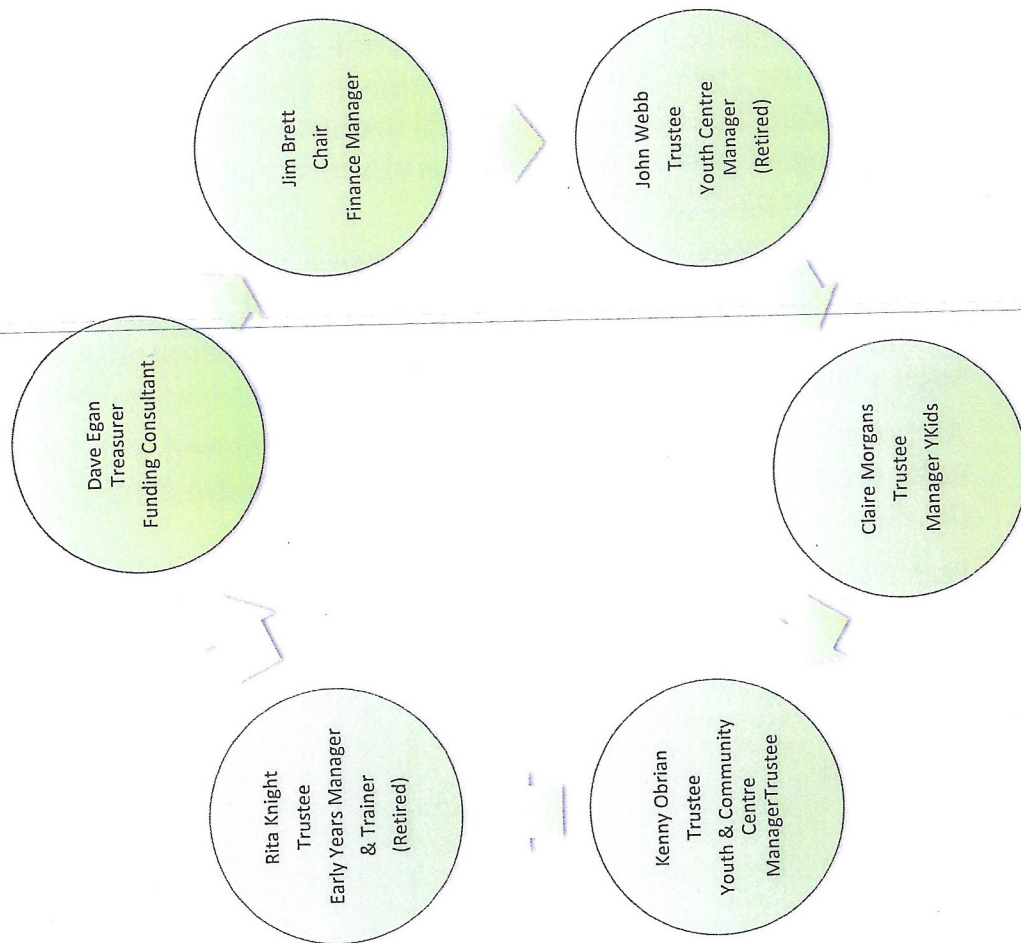 Dave Egan
Treasurer
Funding Consultant
Jim Brett
Chair
Finance Manager
John Webb
Trustee
Youth Centre
Manager
(Retired)
Claire Morgans
Trustee
Manager YKids
Kenny Obrian
Trustee
Youth & Community
Centre
ManagerTrustee
Rita Knight
Trustee
Early Years Manager
& Trainer
(Retired)